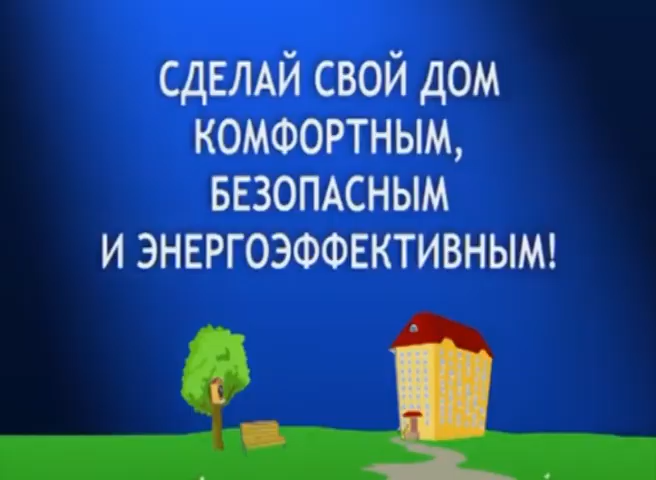 СДЕЛАЙ СВОЙ ДОМ
КОМФОРТНЫМ,
БЕЗОПАСНЫМ
И ЭНЕРГОЭФФЕКТИВНЫМ!